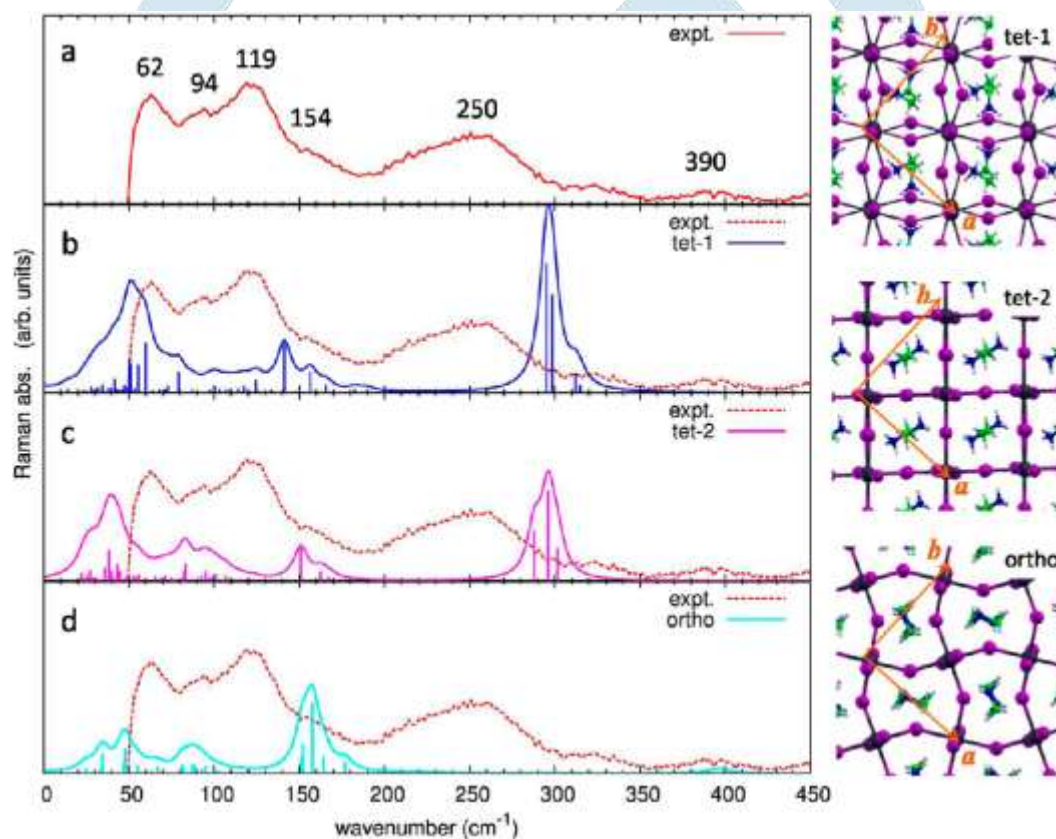 a
expt.
62
94
119
154
250
390
b
expt.
tet-1
c
expt.
tet-2
d
expt.
ortho
Raman abs. (arb. units)
0 50 100 150 200 250 300 350 400 450
wavenumber (cm⁻¹)
tet-1
b
a
tet-2
b
a
ortho
b
a